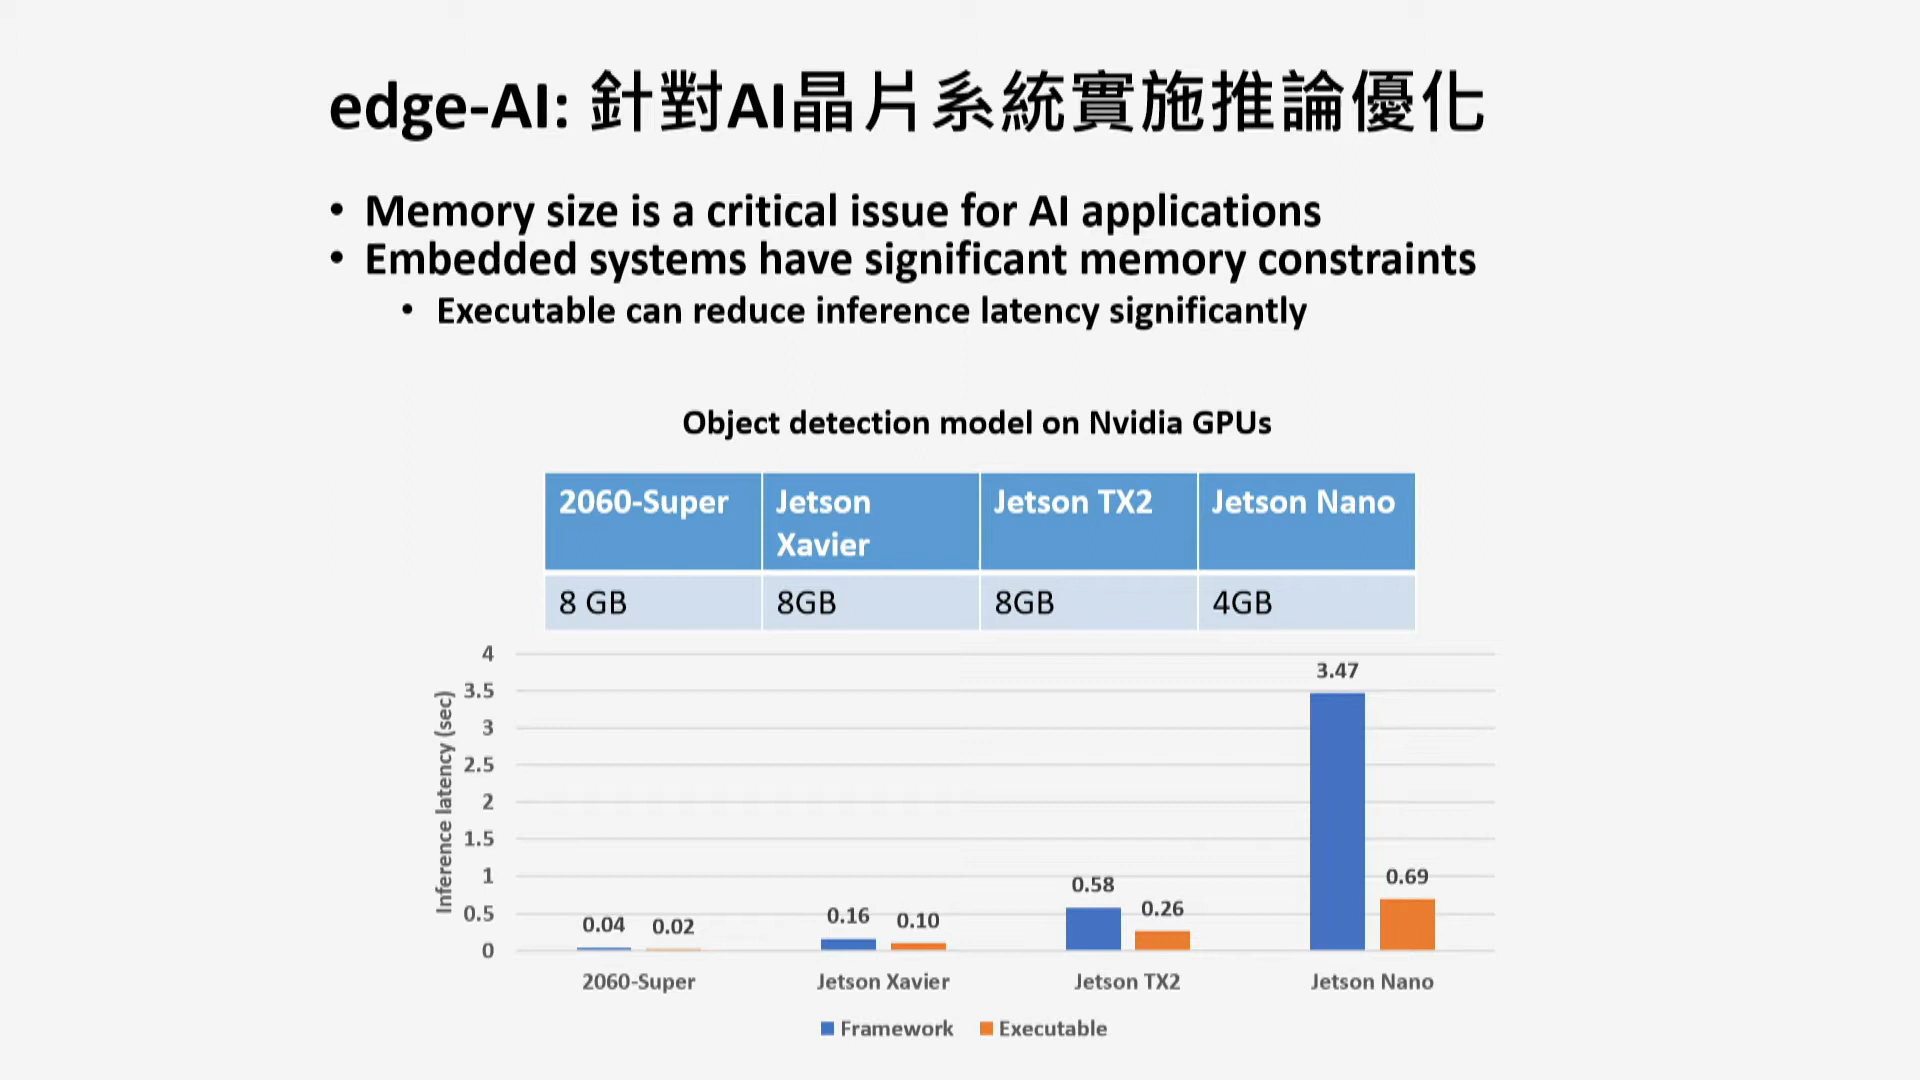 edge-AI: 針對AI晶片系統實施推論優化
• Memory size is a critical issue for AI applications
• Embedded systems have significant memory constraints
• Executable can reduce inference latency significantly
Object detection model on Nvidia GPUs
2060-Super
Jetson
Xavier
Jetson TX2
Jetson Nano
8 GB
8GB
8GB
4GB
Inference latency (sec)
4
3.5
3
2.5
2
1.5
1
0.5
0
0.04
0.02
0.16
0.10
0.58
0.26
3.47
0.69
2060-Super
Jetson Xavier
Jetson TX2
Jetson Nano
Framework
Executable